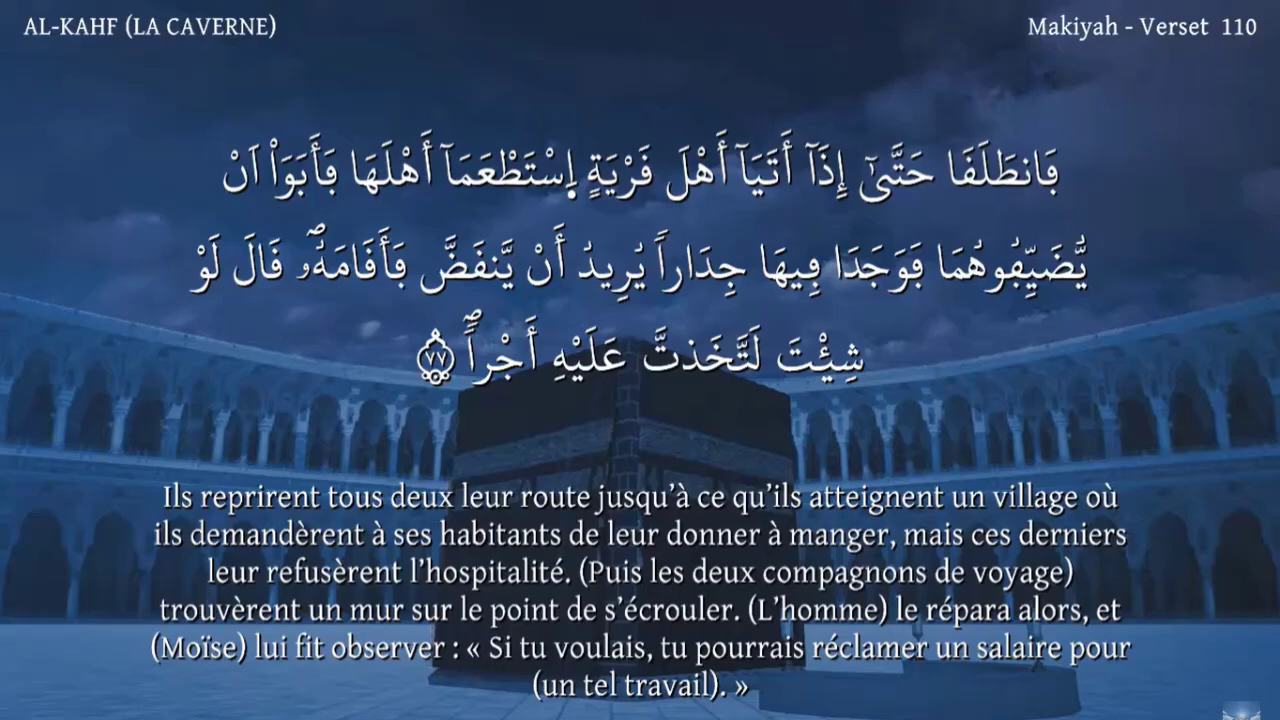 AL-KAHF (LA CAVERNE)
Makiyah - Verset 110
فَانطَلَفَا حَتَّىٰٓ إِذَآ أَتَيَآ أَهْلَ فَرْيَةٍ اِ۪سْتَطْعَمَآ أَهْلَهَا فَأَبَوَاْ اَنْ
يُّضَيِّفُوهُمَا فَوَجَدَا فِيهَا جِدَاراٗ يُرِيدُ أَنْ يَّنفَضَّ فَأَفَامَهُۥۖ فَالَ لَوْ
شِيْتَ لَتَّخَذتَّ عَلَيْهِ أَجْراٗۖ ٧٧
Ils reprirent tous deux leur route jusqu’à ce qu’ils atteignent un village où
ils demandèrent à ses habitants de leur donner à manger, mais ces derniers
leur refusèrent l’hospitalité. (Puis les deux compagnons de voyage)
trouvèrent un mur sur le point de s’écrouler. (L’homme) le répara alors, et
(Moïse) lui fit observer : « Si tu voulais, tu pourrais réclamer un salaire pour
(un tel travail). »